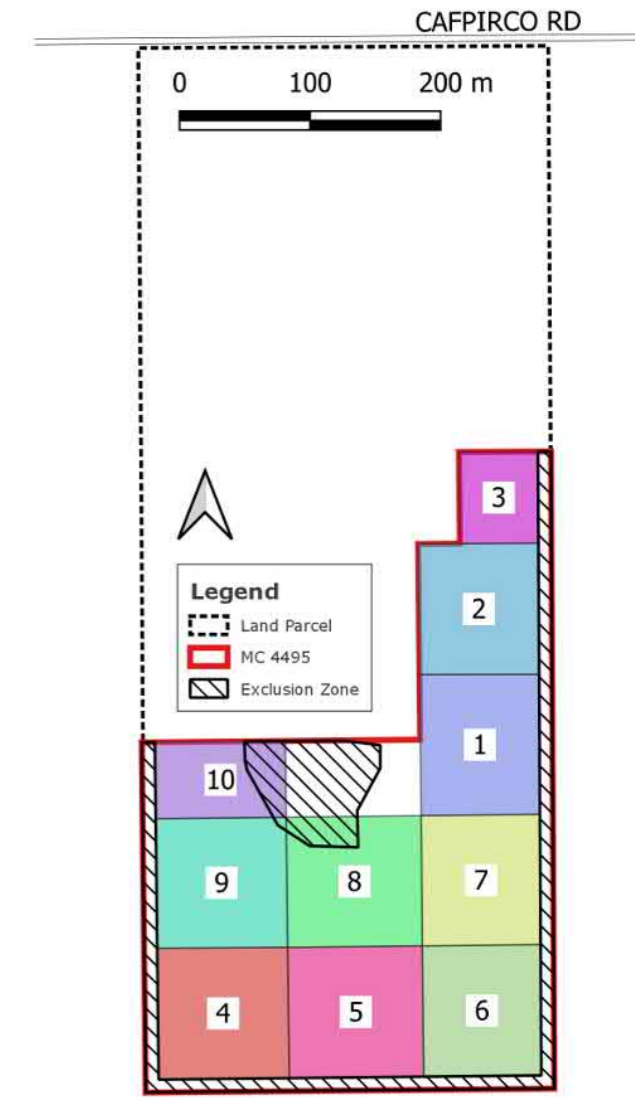 CAFPIRCO RD
0 100 200 m
3
Legend
Land Parcel
MC 4495
Exclusion Zone
2
1
10
9 8 7
4 5 6